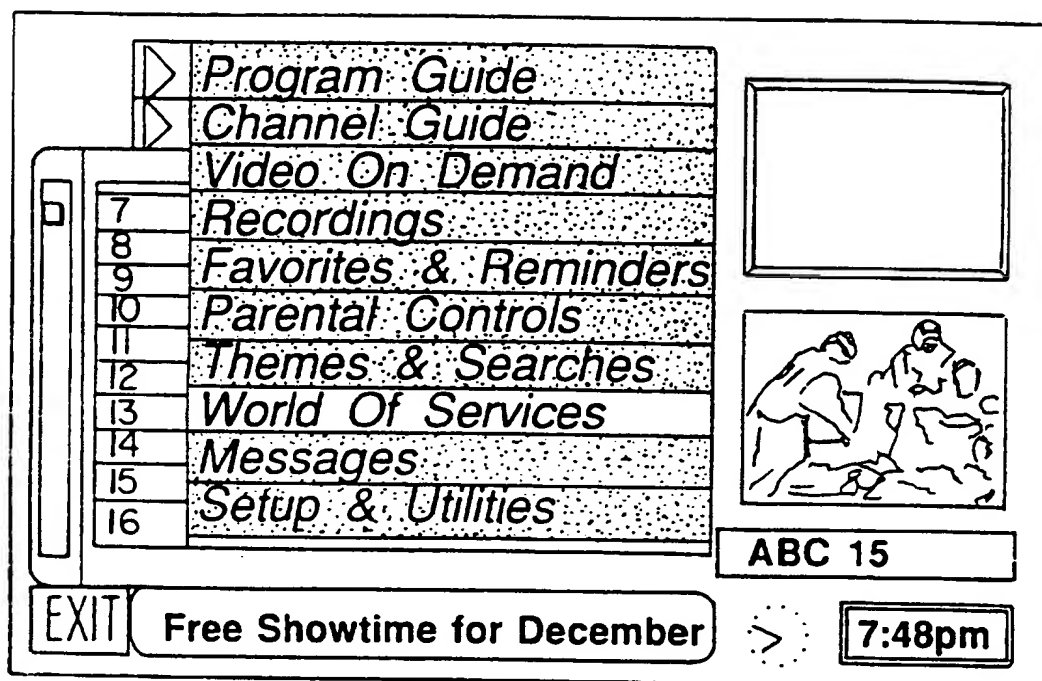 Program Guide
Channel Guide
Video On Demand
7 Recordings
8
9 Favorites & Reminders
10 Parental Controls
11
12 Themes & Searches
13 World Of Services
14 Messages
15
16 Setup & Utilities
ABC 15
EXIT Free Showtime for December 7:48pm